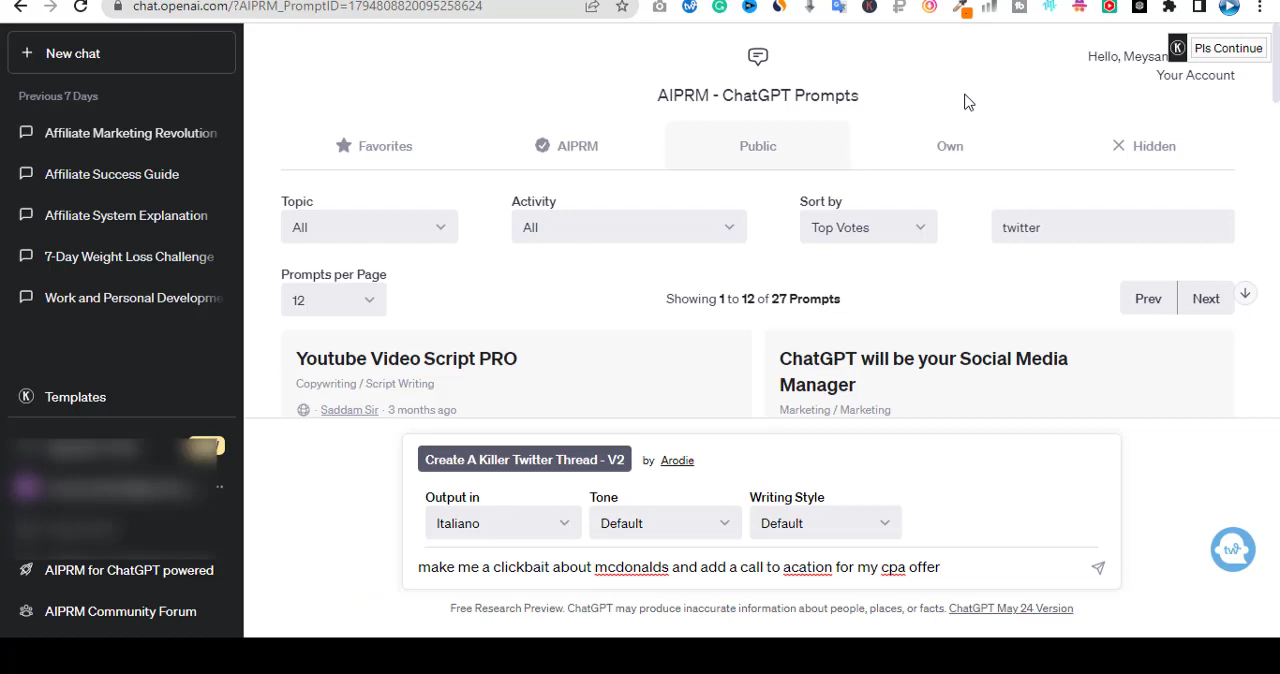 chat.openai.com/?AIPRM_PromptID=1794808820095258624
+ New chat
Previous 7 Days
Affiliate Marketing Revolution
Affiliate Success Guide
Affiliate System Explanation
7-Day Weight Loss Challenge
Work and Personal Developme
Templates
AIPRM for ChatGPT powered
AIPRM Community Forum
Hello, Meysan
K Pls Continue
Your Account
AIPRM - ChatGPT Prompts
Favorites AIPRM Public Own Hidden
Topic Activity Sort by
All All Top Votes twitter
Prompts per Page
12 Showing 1 to 12 of 27 Prompts Prev Next
Youtube Video Script PRO
Copywriting / Script Writing
· Saddam Sir · 3 months ago
ChatGPT will be your Social Media
Manager
Marketing / Marketing
Create A Killer Twitter Thread - V2 by Arodie
Output in Tone Writing Style
Italiano Default Default
make me a clickbait about mcdonalds and add a call to acation for my cpa offer
Free Research Preview. ChatGPT may produce inaccurate information about people, places, or facts. ChatGPT May 24 Version